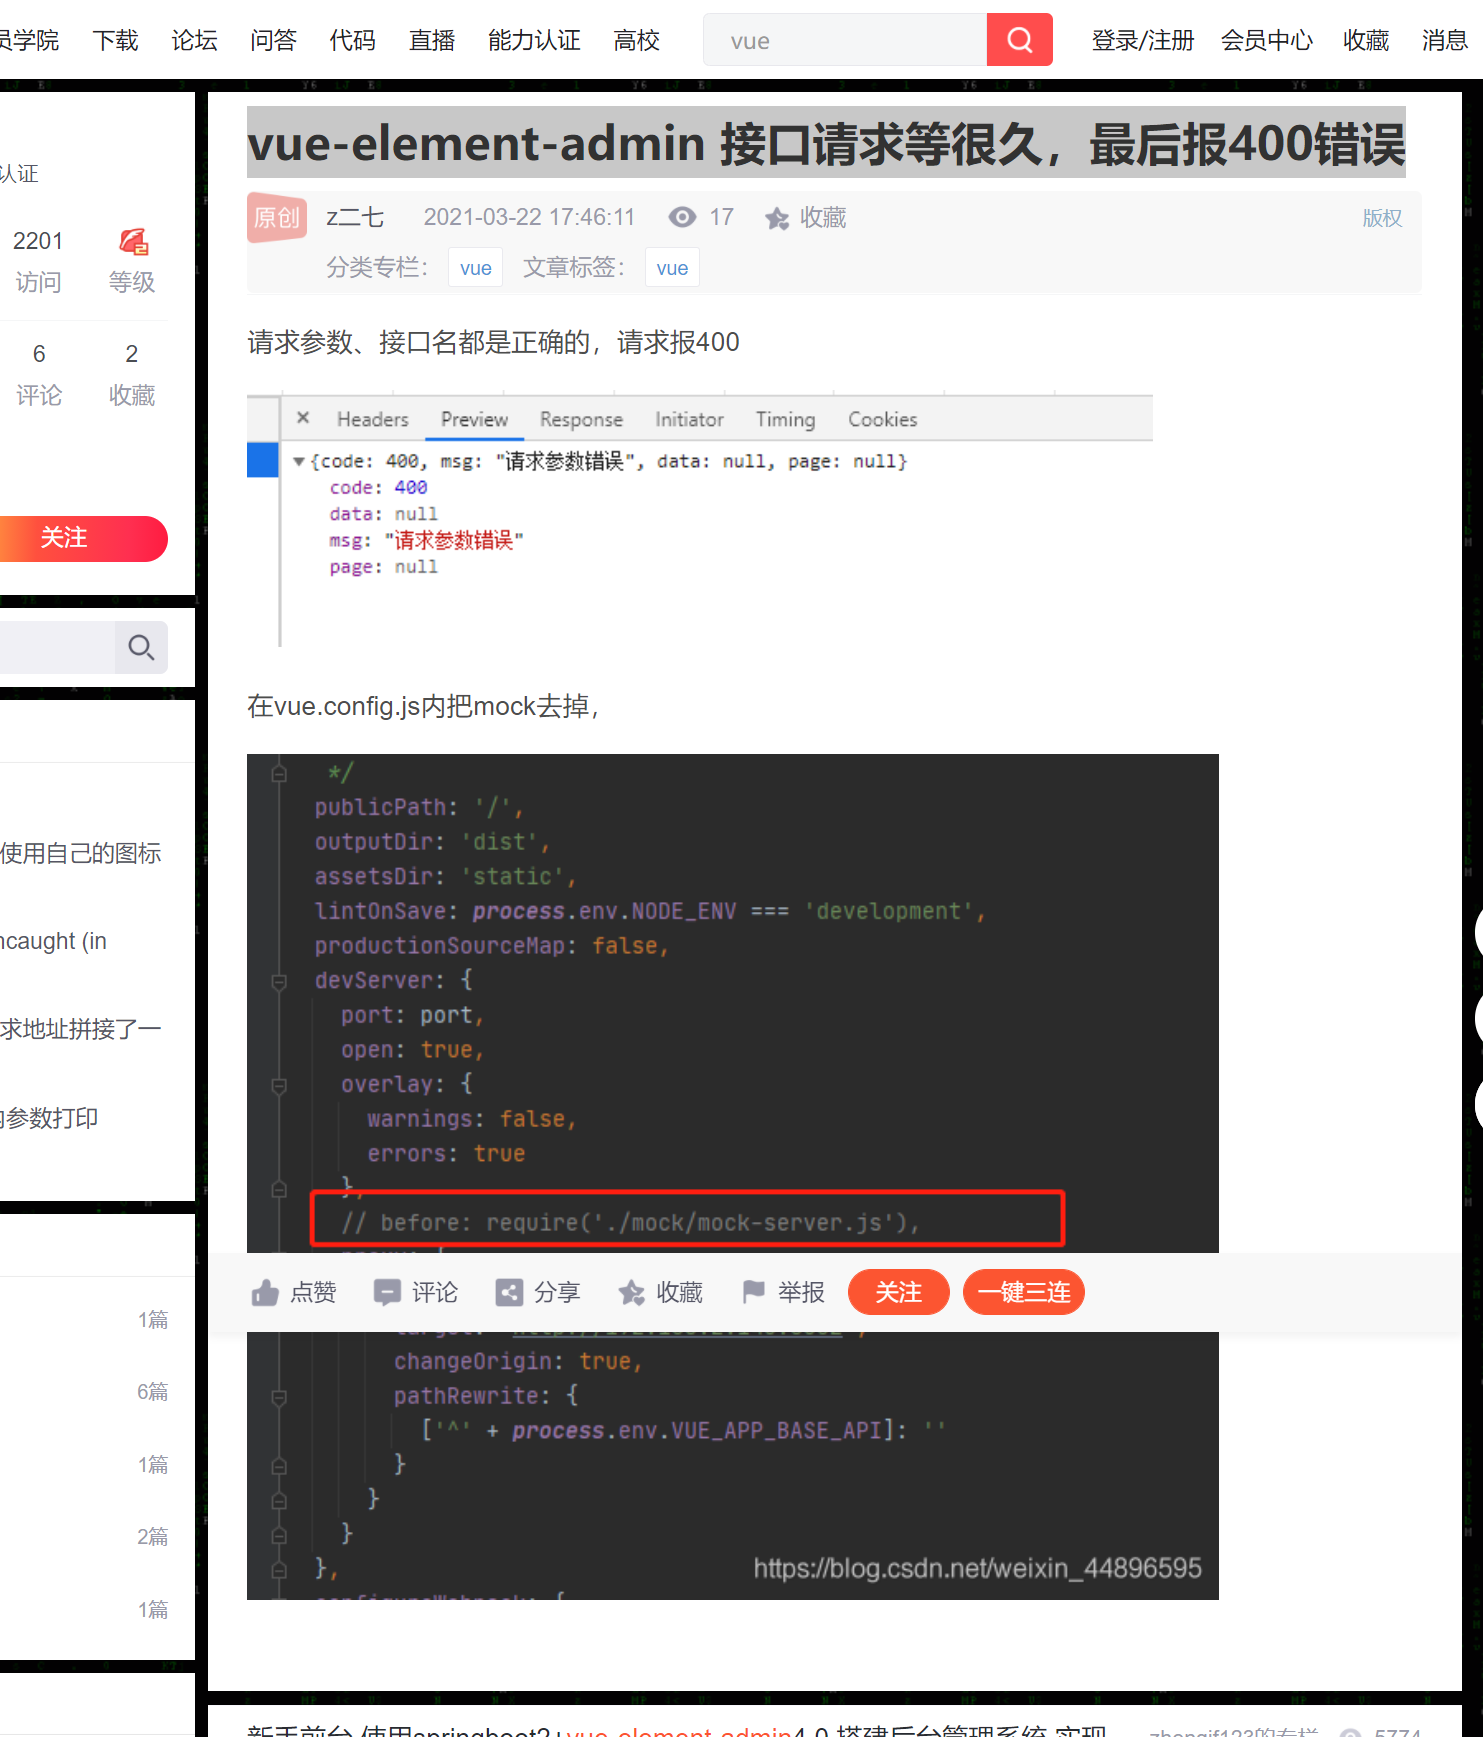 员学院 下载 论坛 问答 代码 直播 能力认证 高校 vue 登录/注册 会员中心 收藏 消息
认证
2201
访问 等级
6 2
评论 收藏
关注
使用自己的图标
ncaught (in
求地址拼接了一
参数打印
1篇
6篇
1篇
2篇
1篇
vue-element-admin 接口请求等很久，最后报400错误
原创 z二七 2021-03-22 17:46:11 17 收藏 版权
分类专栏： vue 文章标签： vue
请求参数、接口名都是正确的，请求报400
× Headers Preview Response Initiator Timing Cookies
▼{code: 400, msg: "请求参数错误", data: null, page: null}
code: 400
data: null
msg: "请求参数错误"
page: null
在vue.config.js内把mock去掉，
*/
publicPath: '/',
outputDir: 'dist',
assetsDir: 'static',
lintOnSave: process.env.NODE_ENV === 'development',
productionSourceMap: false,
devServer: {
port: port,
open: true,
overlay: {
warnings: false,
errors: true
},
// before: require('./mock/mock-server.js'),
点赞 评论 分享 收藏 举报 关注 一键三连
changeOrigin: true,
pathRewrite: {
['^' + process.env.VUE_APP_BASE_API]: ''
}
}
}
},
https://blog.csdn.net/weixin_44896595
新手前台 使用springboot2+vue-element-admin4.0 搭建后台管理系统 实现
5774